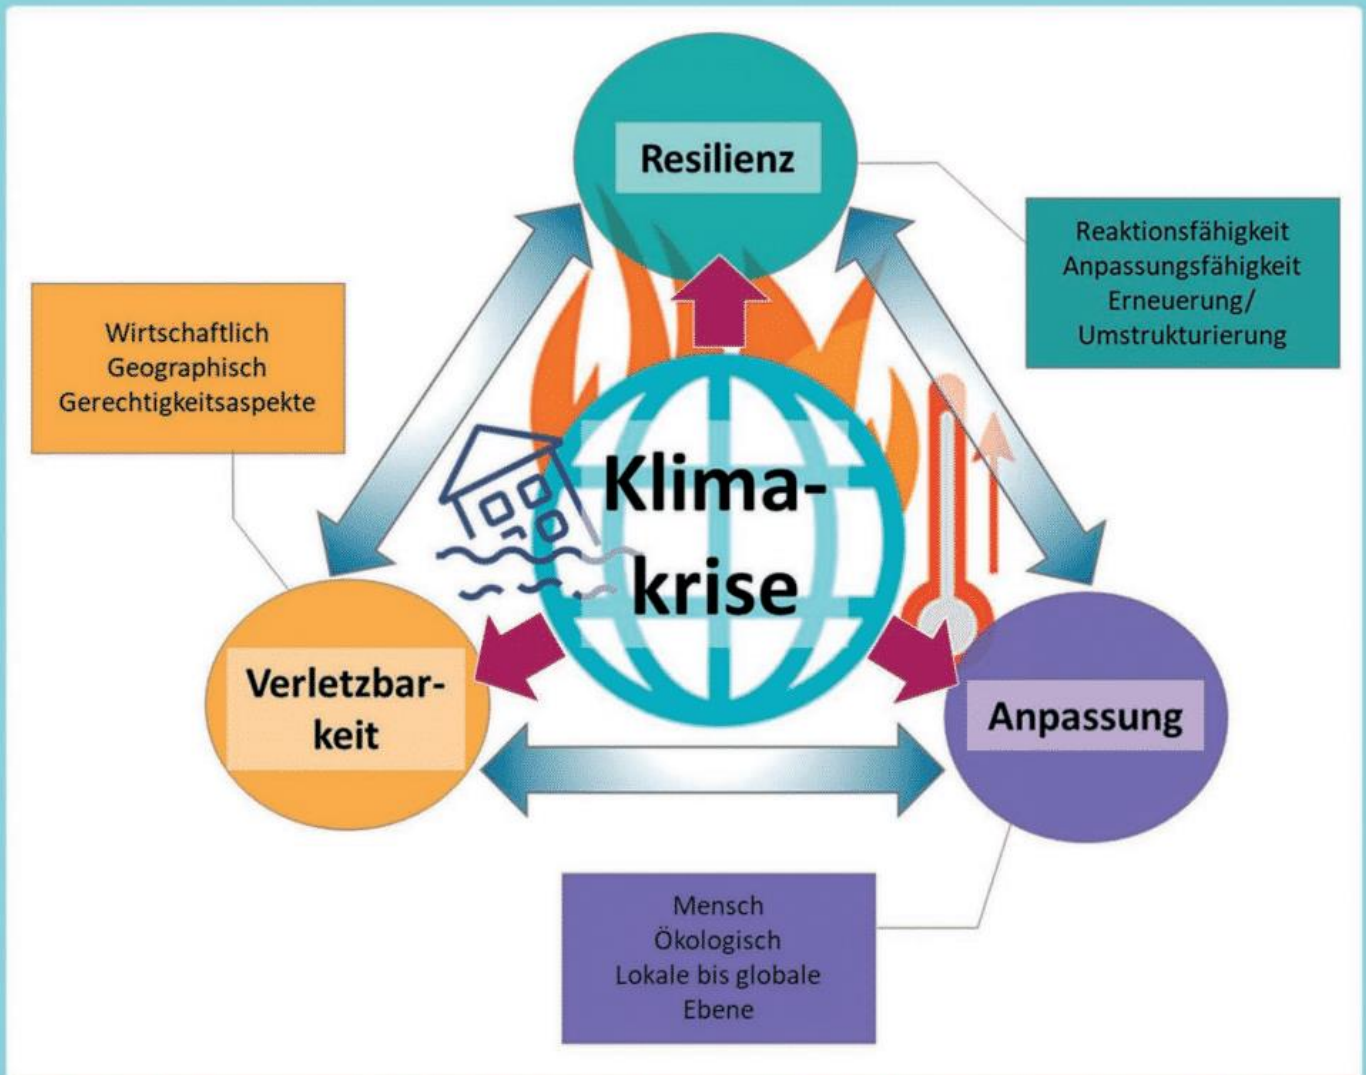 Resilienz
Reaktionsfähigkeit
Anpassungsfähigkeit
Erneuerung/
Umstrukturierung
Wirtschaftlich
Geographisch
Gerechtigkeitsaspekte
Klima-
krise
Verletzbar-
keit
Anpassung
Mensch
Ökologisch
Lokale bis globale
Ebene